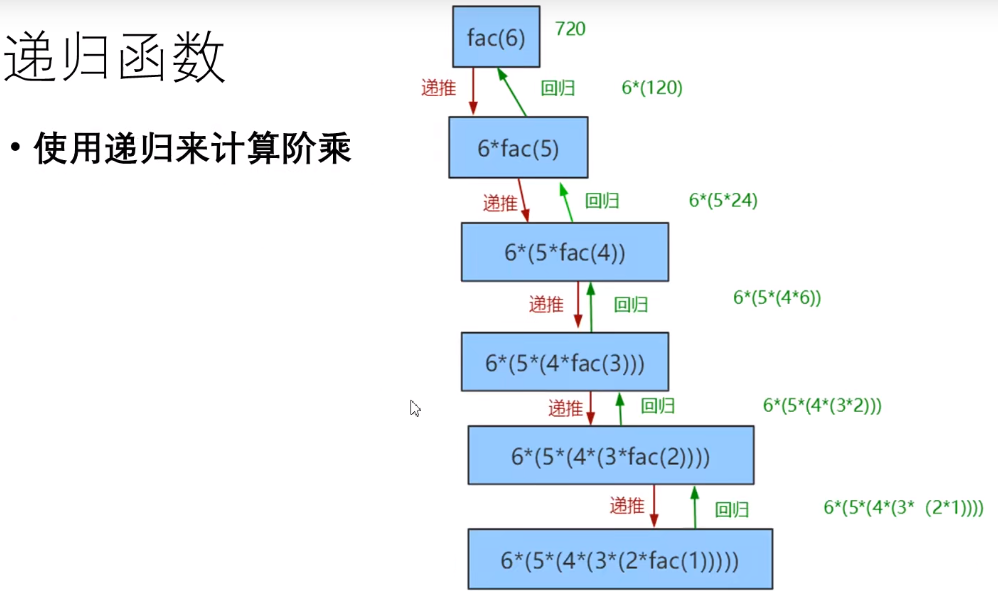 递归函数
• 使用递归来计算阶乘
fac(6) 720
递推 回归 6*(120)
6*fac(5)
递推 回归 6*(5*24)
6*(5*fac(4))
递推 回归 6*(5*(4*6))
6*(5*(4*fac(3)))
递推 回归 6*(5*(4*(3*2)))
6*(5*(4*(3*fac(2))))
递推 回归 6*(5*(4*(3*（2*1))))
6*(5*(4*(3*(2*fac(1)))))